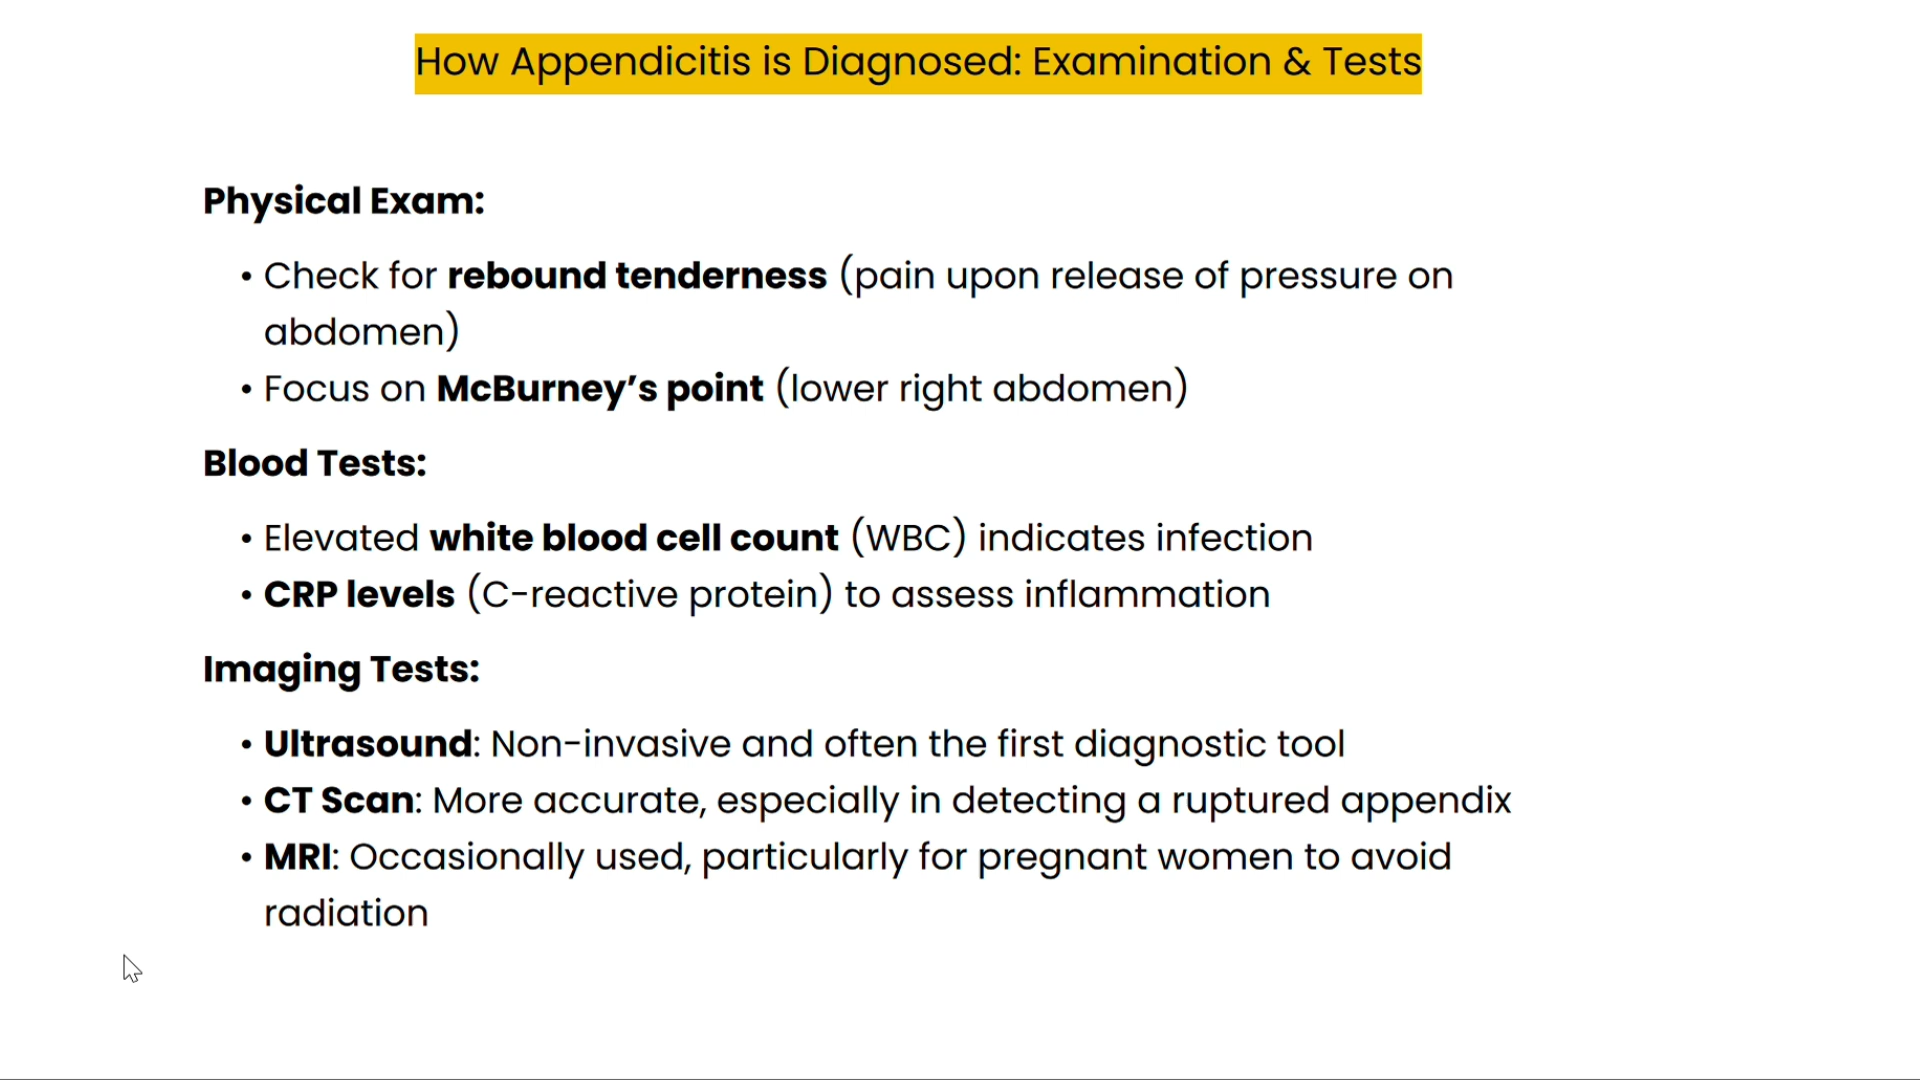 How Appendicitis is Diagnosed: Examination & Tests
Physical Exam:
• Check for rebound tenderness (pain upon release of pressure on
abdomen)
• Focus on McBurney’s point (lower right abdomen)
Blood Tests:
• Elevated white blood cell count (WBC) indicates infection
• CRP levels (C-reactive protein) to assess inflammation
Imaging Tests:
• Ultrasound: Non-invasive and often the first diagnostic tool
• CT Scan: More accurate, especially in detecting a ruptured appendix
• MRI: Occasionally used, particularly for pregnant women to avoid
radiation